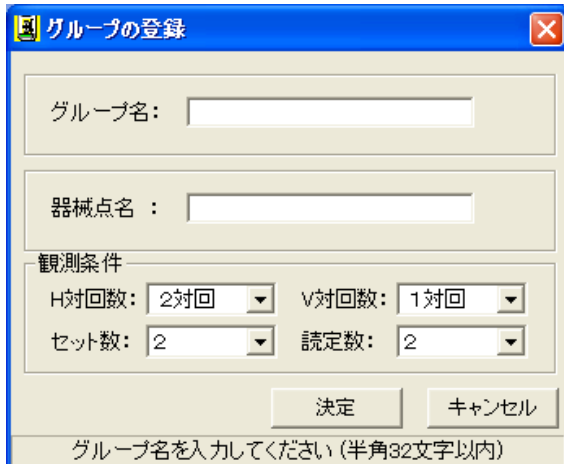 グループの登録
グループ名:
器械点名 :
観測条件
H対回数: 2対回 V対回数: 1対回
セット数: 2 読定数: 2
決定 キャンセル
グループ名を入力してください(半角32文字以内)